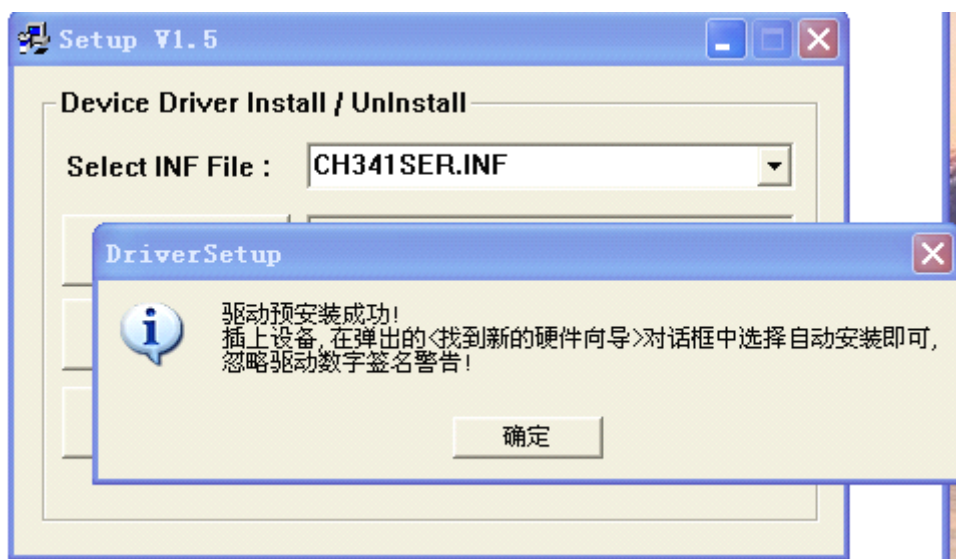 Setup V1.5
Device Driver Install / UnInstall
Select INF File :
CH341SER.INF
DriverSetup
驱动预安装成功!
插上设备,在弹出的<找到新的硬件向导>对话框中选择自动安装即可,
忽略驱动数字签名警告!
确定